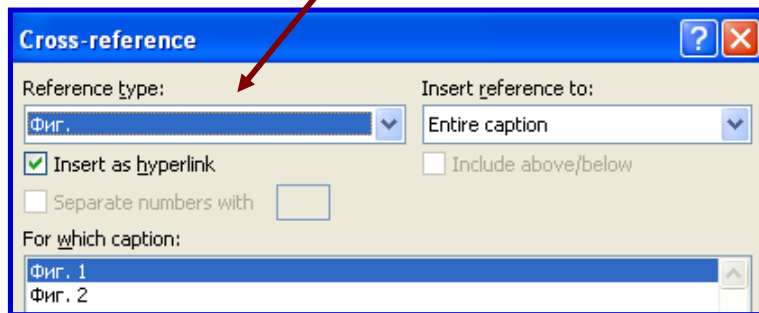 Cross-reference
Reference type:
Insert reference to:
Фиг.
Entire caption
Insert as hyperlink
Include above/below
Separate numbers with
For which caption:
Фиг. 1
Фиг. 2